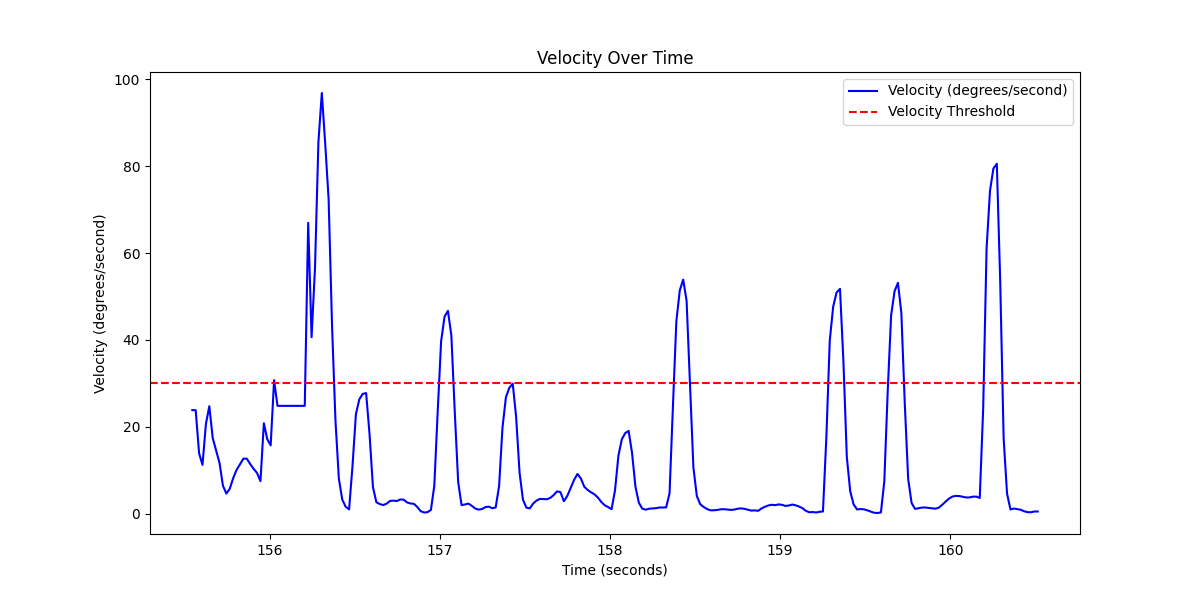 Velocity Over Time
Velocity (degrees/second)
Velocity Threshold
100
80
60
40
20
0
Velocity (degrees/second)
156
157
158
159
160
Time (seconds)